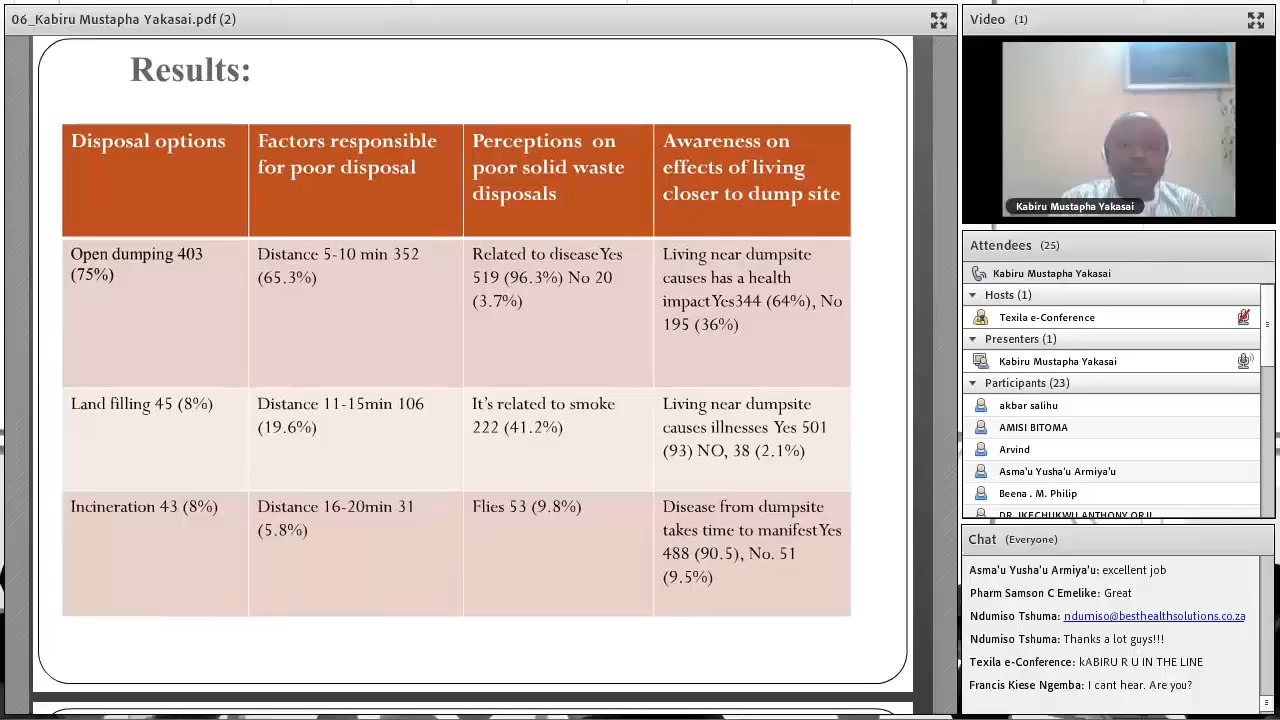 06_Kabiru Mustapha Yakasai.pdf (2)
Results:
Disposal options
Factors responsible
for poor disposal
Perceptions on
poor solid waste
disposals
Awareness on
effects of living
closer to dump site
Open dumping 403
(75%)
Distance 5-10 min 352
(65.3%)
Related to disease Yes
519 (96.3%) No 20
(3.7%)
Living near dumpsite
causes has a health
impact Yes344 (64%), No
195 (36%)
Land filling 45 (8%)
Distance 11-15min 106
(19.6%)
It's related to smoke
222 (41.2%)
Living near dumpsite
causes illnesses Yes 501
(93) NO, 38 (2.1%)
Incineration 43 (8%)
Distance 16-20min 31
(5.8%)
Flies 53 (9.8%)
Disease from dumpsite
takes time to manifest Yes
488 (90.5), No. 51
(9.5%)
Video (1)
Kabiru Mustapha Yakasai
Attendees (25)
Kabiru Mustapha Yakasai
Hosts (1)
Texila e-Conference
Presenters (1)
Kabiru Mustapha Yakasai
Participants (23)
akbar salihu
AMISI BITOMA
Arvind
Asma'u Yusha'u Armiya'u
Beena . M. Philip
DR. IKECHUKWU ANTHONY ORJI
Chat (Everyone)
Asma'u Yusha'u Armiya'u: excellent job
Pharm Samson C Emelike: Great
Ndumiso Tshuma: ndumiso@besthealthsolutions.co.za
Ndumiso Tshuma: Thanks a lot guys!!!
Texila e-Conference: kABIRU R U IN THE LINE
Francis Kiese Ngemba: I cant hear. Are you?